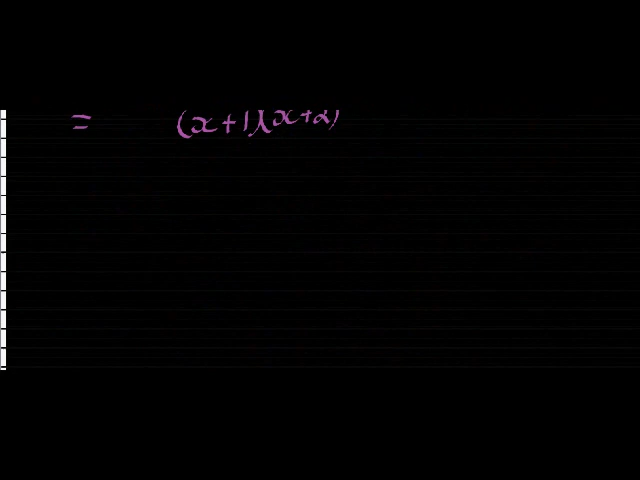 = (x+1)(x+2)